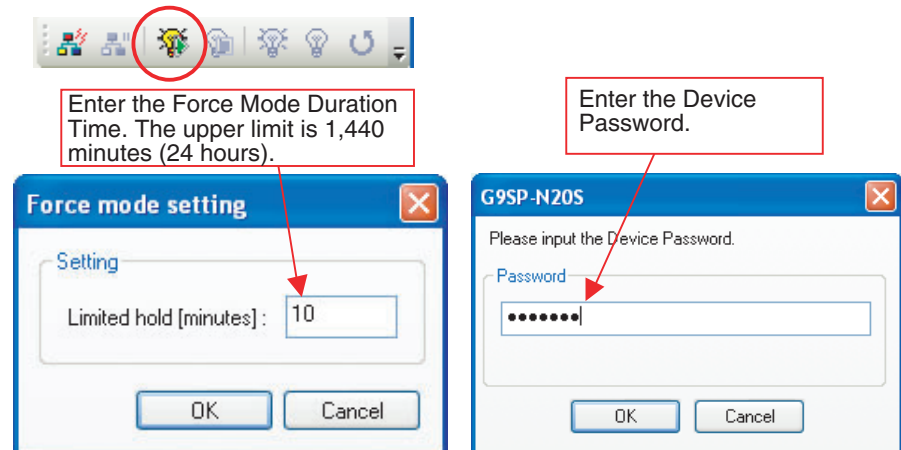 Enter the Force Mode Duration
Time. The upper limit is 1,440
minutes (24 hours).
Enter the Device
Password.
Force mode setting
Setting
Limited hold [minutes] :
10
OK
Cancel
G9SP-N20S
Please input the Device Password.
Password
•••••••
OK
Cancel